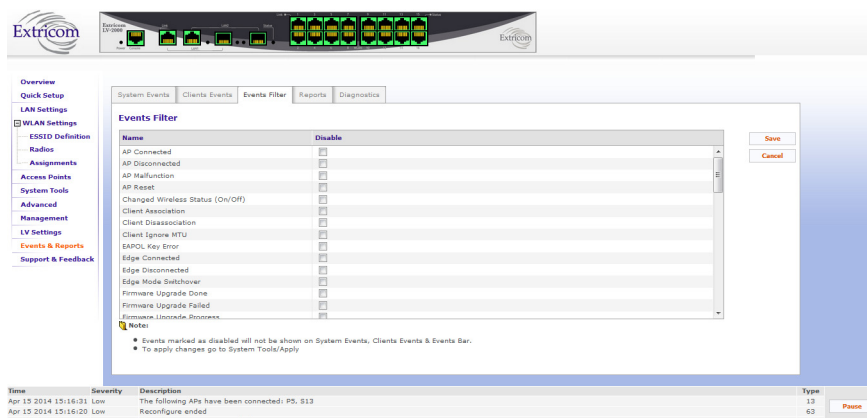 Extricom
Extricom
LV-2000
Extricom
Overview
Quick Setup
LAN Settings
WLAN Settings
ESSID Definition
Radios
Assignments
Access Points
System Tools
Advanced
Management
LV Settings
Events & Reports
Support & Feedback
System Events Clients Events Events Filter Reports Diagnostics
Events Filter
Name Disable
AP Connected
AP Disconnected
AP Malfunction
AP Reset
Changed Wireless Status (On/Off)
Client Association
Client Disassociation
Client Ignore MTU
EAPOL Key Error
Edge Connected
Edge Disconnected
Edge Mode Switchover
Firmware Upgrade Done
Firmware Upgrade Failed
Firmware Upgrade Progress
Save
Cancel
Note:
Events marked as disabled will not be shown on System Events, Clients Events & Events Bar.
To apply changes go to System Tools/Apply
Time Severity Description Type
Apr 15 2014 15:16:31 Low The following APs have been connected: P5, S13 13
Apr 15 2014 15:16:20 Low Reconfigure ended 63
Pause